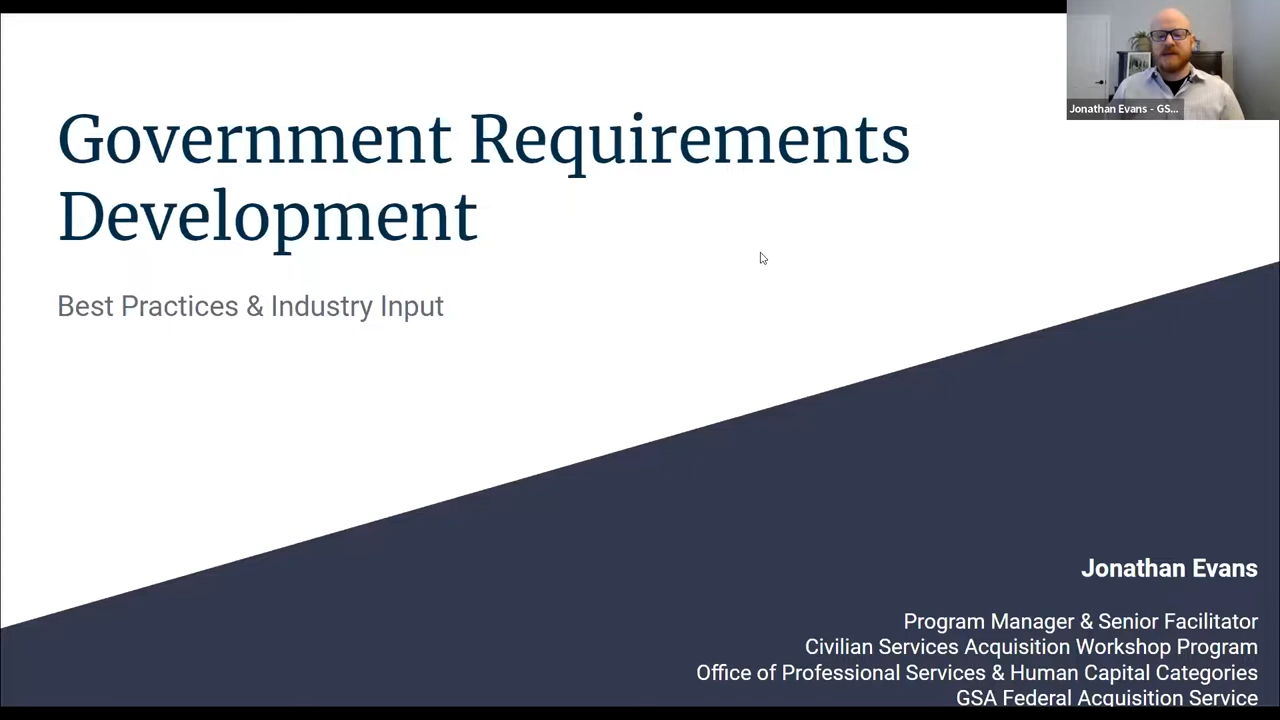 Jonathan Evans - GS...
Government Requirements
Development
Best Practices & Industry Input
Jonathan Evans
Program Manager & Senior Facilitator
Civilian Services Acquisition Workshop Program
Office of Professional Services & Human Capital Categories
GSA Federal Acquisition Service